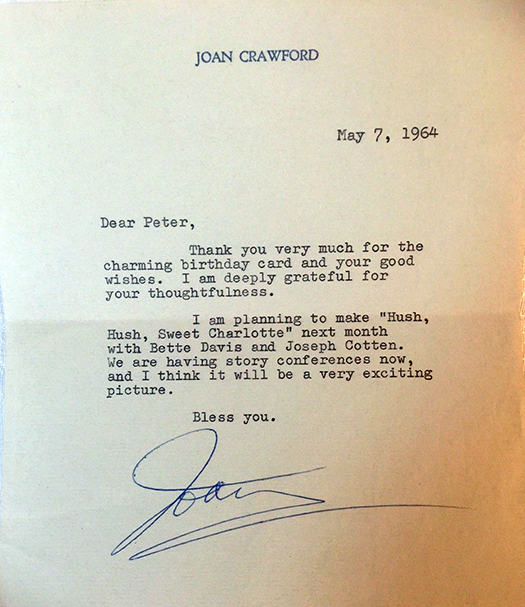 JOAN CRAWFORD
May 7, 1964
Dear Peter,
Thank you very much for the
charming birthday card and your good
wishes.  I am deeply grateful for
your thoughtfulness.
I am planning to make "Hush,
Hush, Sweet Charlotte" next month
with Bette Davis and Joseph Cotten.
We are having story conferences now,
and I think it will be a very exciting
picture.
Bless you.
Joan